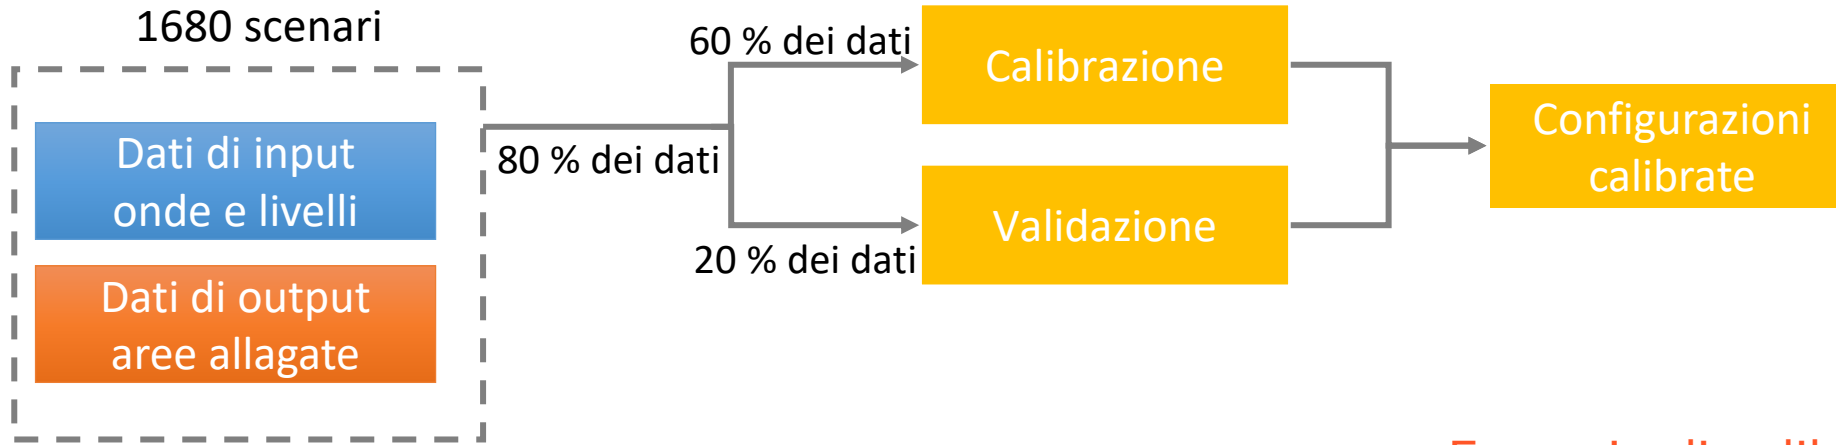 1680 scenari
Dati di input
onde e livelli
Dati di output
aree allagate
80 % dei dati
60 % dei dati
20 % dei dati
Calibrazione
Validazione
Configurazioni
calibrate